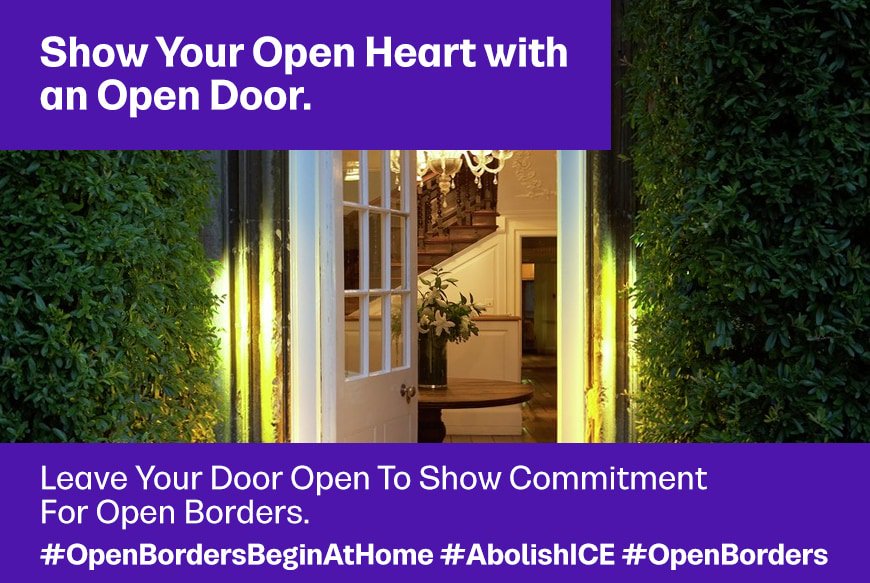 Show Your Open Heart with
an Open Door.
Leave Your Door Open To Show Commitment
For Open Borders.
#OpenBordersBeginAtHome #AbolishICE #OpenBorders